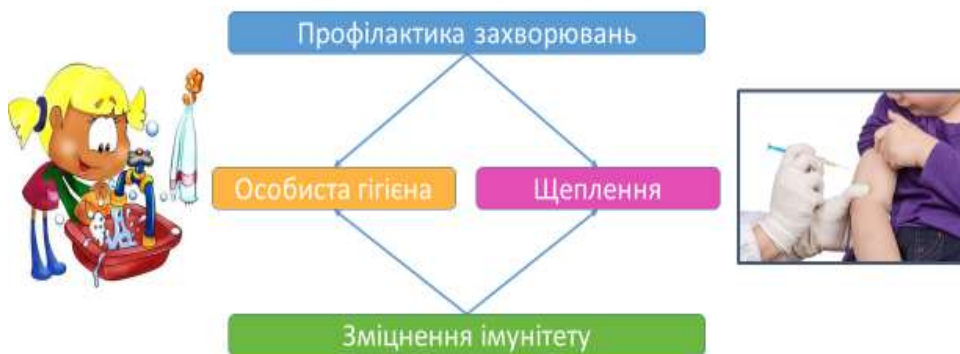 Профілактика захворювань
Особиста гігієна
Щеплення
Зміцнення імунітету